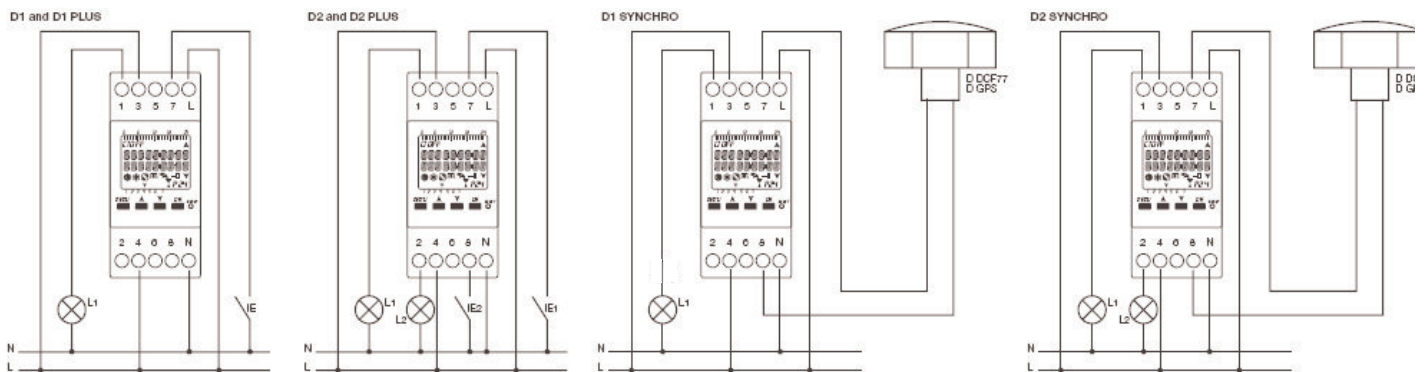 D1 and D1 PLUS
1 3 5 7 L
2 4 6 8 N
L1
IE
N
L
D2 and D2 PLUS
1 3 5 7 L
2 4 6 8 N
L1
L2
IE2
IE1
N
L
D1 SYNCHRO
D DCF77
D GPS
1 3 5 7 L
2 4 6 8 N
L1
N
L
D2 SYNCHRO
1 3 5 7 L
2 4 6 8 N
L1
L2
N
L